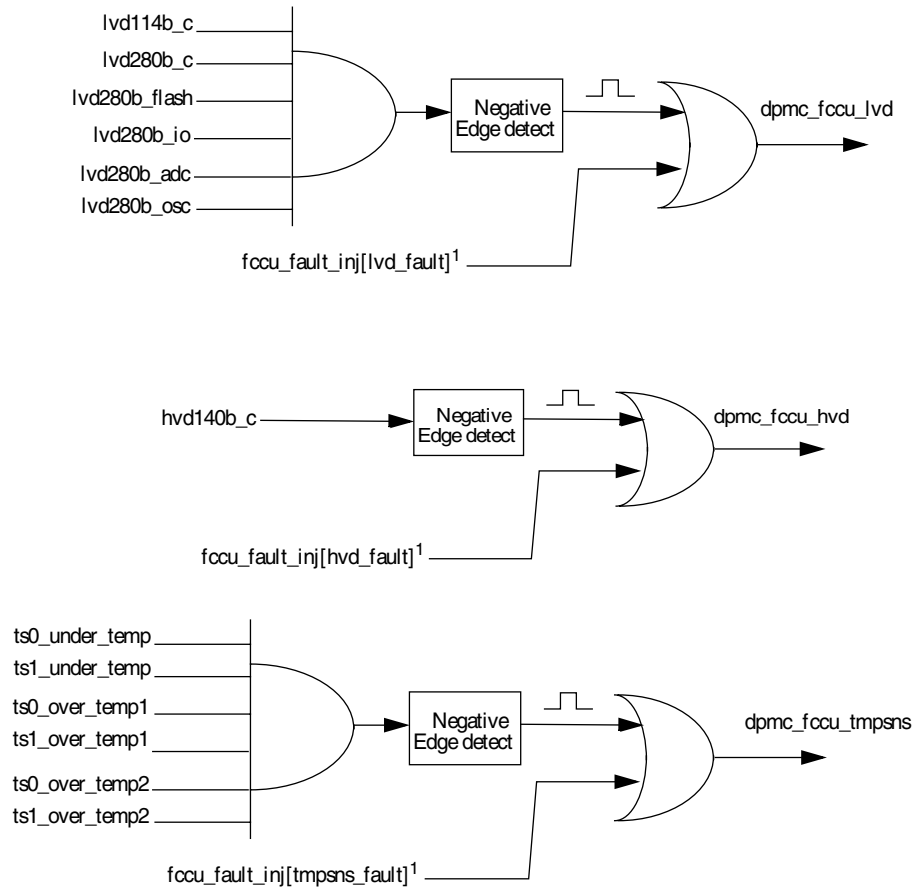 lvd114b_c
lvd280b_c
lvd280b_flash
lvd280b_io
lvd280b_adc
lvd280b_osc
Negative
Edge detect
dpmc_fccu_lvd
fccu_fault_inj[lvd_fault]1
hvd140b_c
Negative
Edge detect
dpmc_fccu_hvd
fccu_fault_inj[hvd_fault]1
ts0_under_temp
ts1_under_temp
ts0_over_temp1
ts1_over_temp1
ts0_over_temp2
ts1_over_temp2
Negative
Edge detect
dpmc_fccu_tmpsns
fccu_fault_inj[tmpsns_fault]1